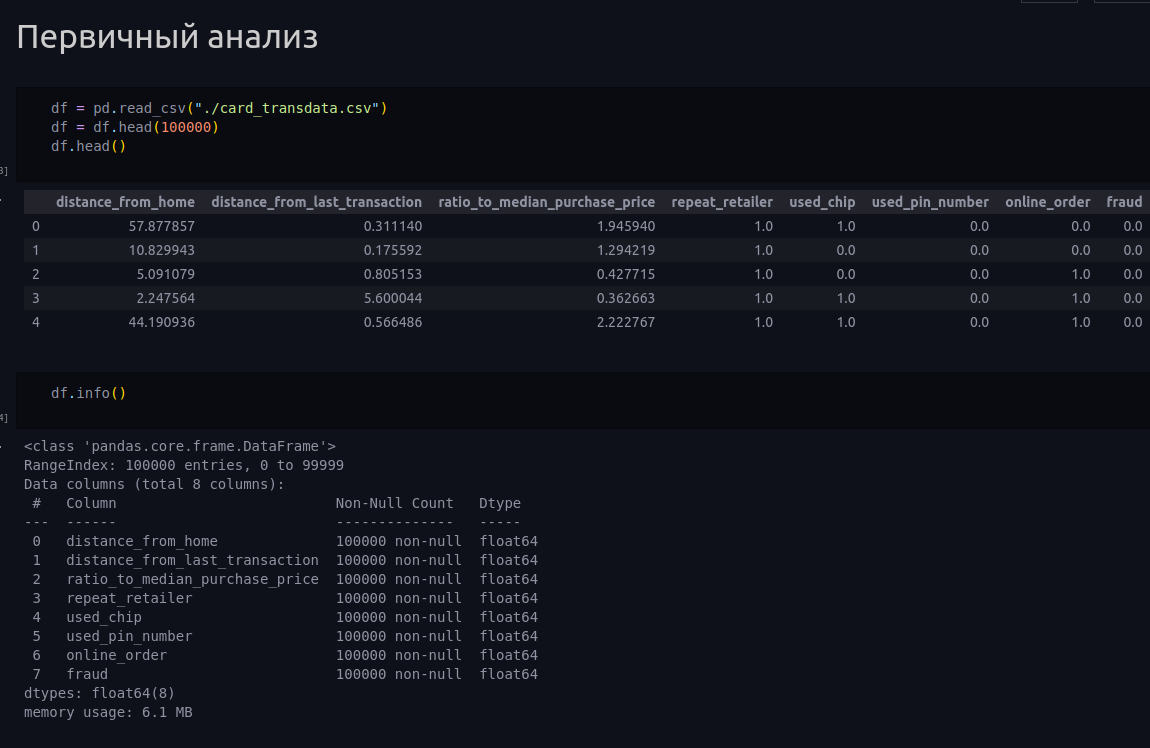 Первичный анализ
df = pd.read_csv("./card_transdata.csv")
df = df.head(100000)
df.head()
3]
distance_from_home distance_from_last_transaction ratio_to_median_purchase_price repeat_retailer used_chip used_pin_number online_order fraud
0 57.877857 0.311140 1.945940 1.0 1.0 0.0 0.0 0.0
1 10.829943 0.175592 1.294219 1.0 0.0 0.0 0.0 0.0
2 5.091079 0.805153 0.427715 1.0 0.0 0.0 1.0 0.0
3 2.247564 5.600044 0.362663 1.0 1.0 0.0 1.0 0.0
4 44.190936 0.566486 2.222767 1.0 1.0 0.0 1.0 0.0
df.info()
4]
<class 'pandas.core.frame.DataFrame'>
RangeIndex: 100000 entries, 0 to 99999
Data columns (total 8 columns):
 #   Column                          Non-Null Count   Dtype
---  ------                          --------------   -----
 0   distance_from_home              100000 non-null  float64
 1   distance_from_last_transaction  100000 non-null  float64
 2   ratio_to_median_purchase_price  100000 non-null  float64
 3   repeat_retailer                 100000 non-null  float64
 4   used_chip                       100000 non-null  float64
 5   used_pin_number                 100000 non-null  float64
 6   online_order                    100000 non-null  float64
 7   fraud                           100000 non-null  float64
dtypes: float64(8)
memory usage: 6.1 MB